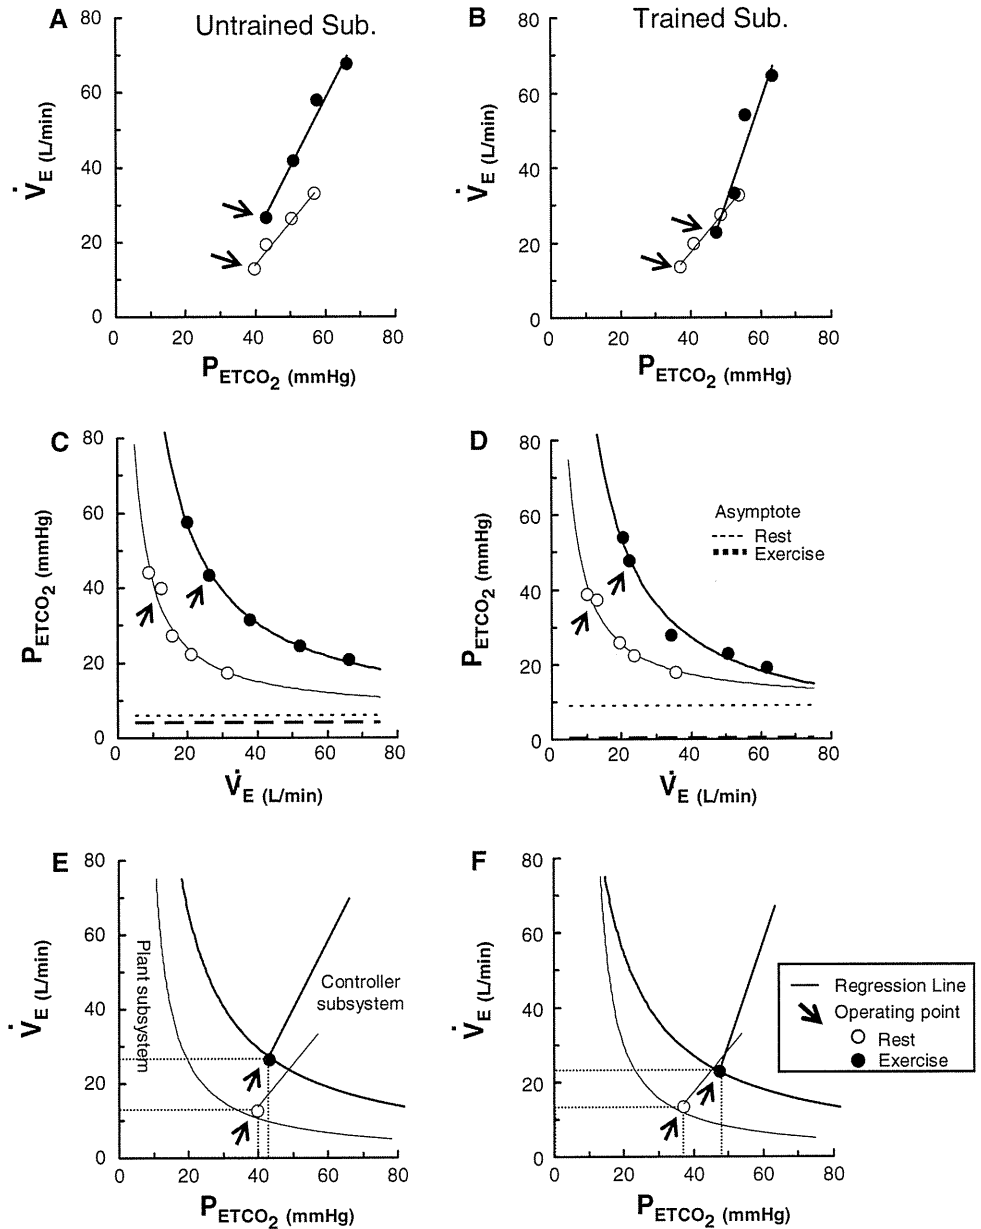 A
Untrained Sub.
80
60
40
20
0
V̇E (L/min)
0 20 40 60 80
PETCO2 (mmHg)
B
Trained Sub.
80
60
40
20
0
V̇E (L/min)
0 20 40 60 80
PETCO2 (mmHg)
C
80
60
40
20
0
PETCO2 (mmHg)
0 20 40 60 80
V̇E (L/min)
D
80
60
40
20
0
PETCO2 (mmHg)
Asymptote
Rest
Exercise
0 20 40 60 80
V̇E (L/min)
E
80
60
40
20
0
V̇E (L/min)
Plant subsystem
Controller
subsystem
0 20 40 60 80
PETCO2 (mmHg)
F
80
60
40
20
0
V̇E (L/min)
0 20 40 60 80
PETCO2 (mmHg)
Regression Line
Operating point
Rest
Exercise